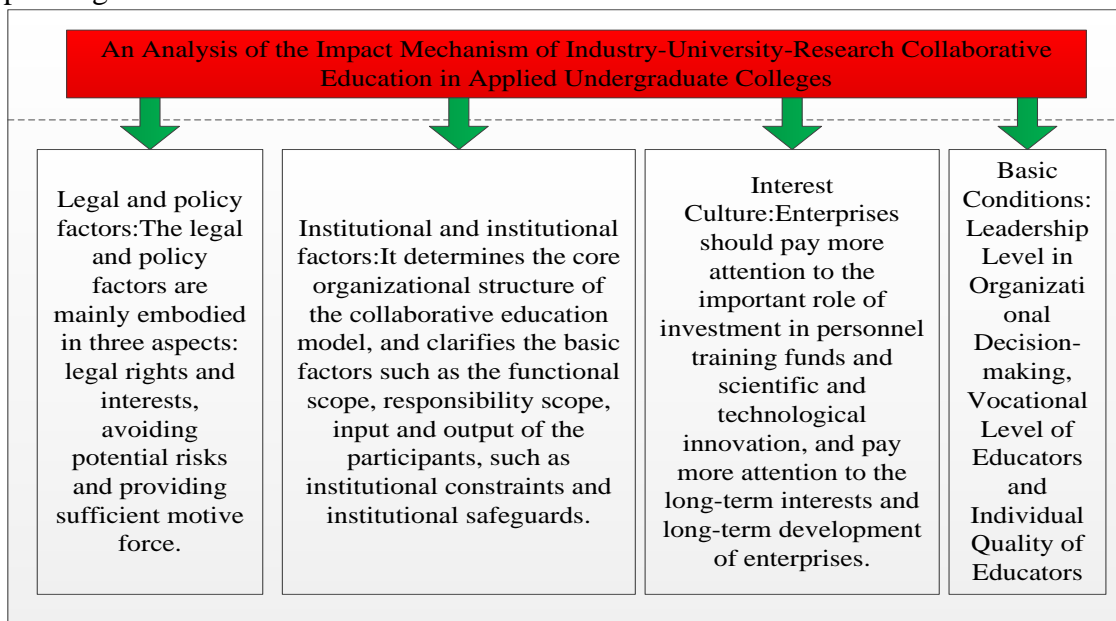 An Analysis of the Impact Mechanism of Industry-University-Research Collaborative
Education in Applied Undergraduate Colleges
Legal and policy
factors:The legal
and policy
factors are
mainly embodied
in three aspects:
legal rights and
interests,
avoiding
potential risks
and providing
sufficient motive
force.
Institutional and institutional
factors:It determines the core
organizational structure of
the collaborative education
model, and clarifies the basic
factors such as the functional
scope, responsibility scope,
input and output of the
participants, such as
institutional constraints and
institutional safeguards.
Interest
Culture:Enterprises
should pay more
attention to the
important role of
investment in personnel
training funds and
scientific and
technological
innovation, and pay
more attention to the
long-term interests and
long-term development
of enterprises.
Basic
Conditions:
Leadership
Level in
Organizati
onal
Decision-
making,
Vocational
Level of
Educators
and
Individual
Quality of
Educators